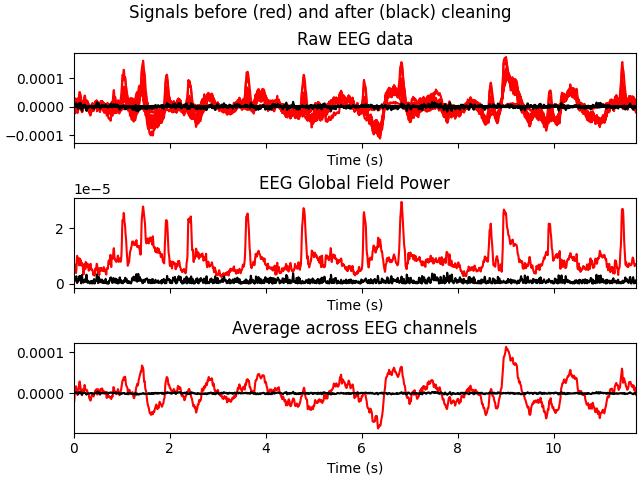 Signals before (red) and after (black) cleaning
Raw EEG data
0.0001
0.0000
−0.0001
Time (s)
EEG Global Field Power
1e−5
2
0
Time (s)
Average across EEG channels
0.0001
0.0000
0 2 4 6 8 10
Time (s)